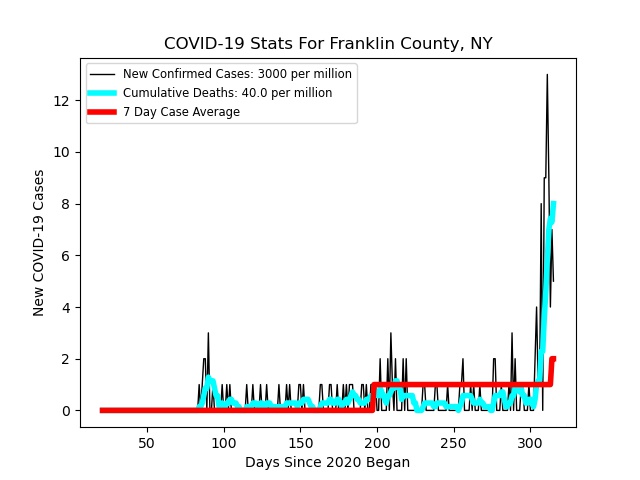 COVID-19 Stats For Franklin County, NY
New Confirmed Cases: 3000 per million
Cumulative Deaths: 40.0 per million
7 Day Case Average
New COVID-19 Cases
12
10
8
6
4
2
0
50 100 150 200 250 300
Days Since 2020 Began